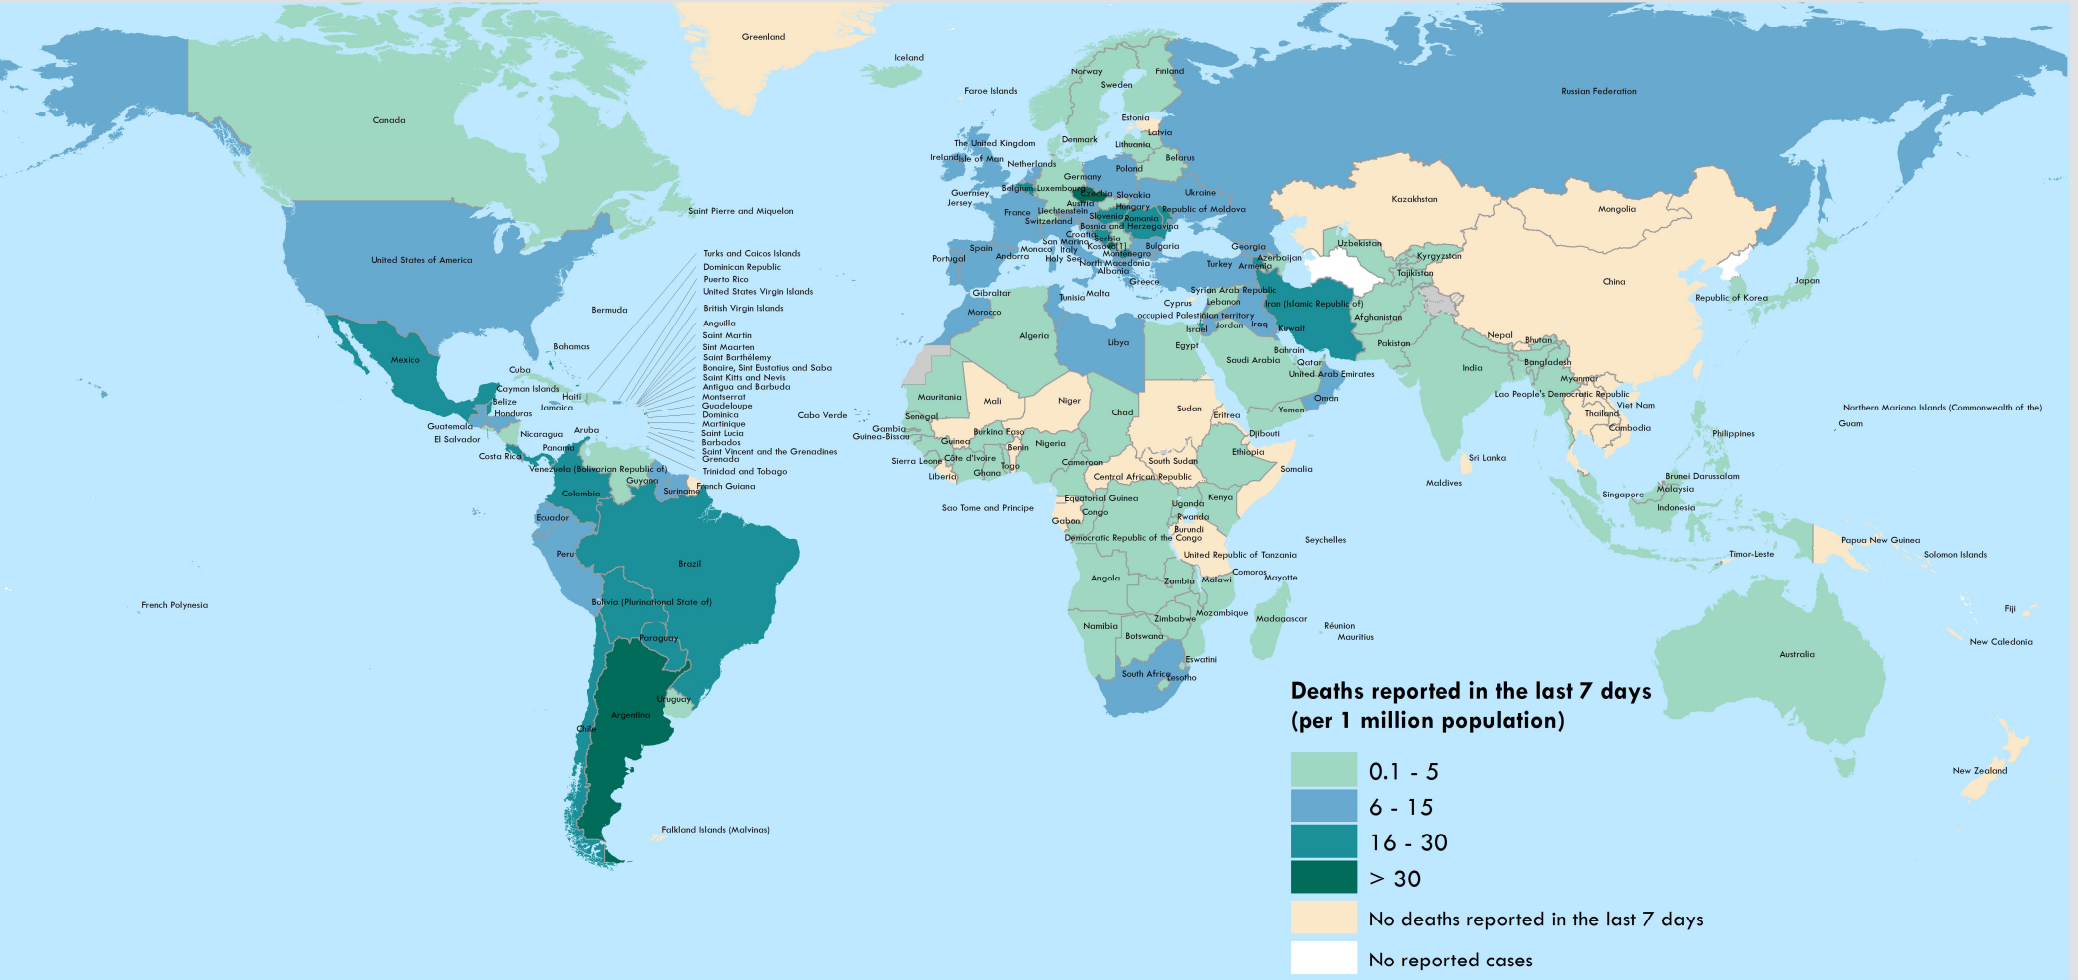 Greenland
Iceland
Norway
Finland
Sweden
Faroe Islands
Russian Federation
Canada
Estonia
Latvia
Denmark
Lithuania
The United Kingdom
Ireland
Isle of Man
Netherlands
Belarus
Poland
Germany
Guernsey
Belgium
Luxembourg
Czechia
Slovakia
Ukraine
Jersey
Austria
Hungary
Kazakhstan
Mongolia
Saint Pierre and Miquelon
France
Liechtenstein
Republic of Moldova
Switzerland
Slovenia
Romania
Bosnia and Herzegovina
Croatia
Serbia
San Marino
Uzbekistan
Spain
Monaco
Italy
Kosovo[1]
Bulgaria
Georgia
Turks and Caicos Islands
Portugal
Andorra
Holy See
Montenegro
Kyrgyzstan
United States of America
North Macedonia
Turkey
Armenia
Azerbaijan
Dominican Republic
Albania
Tajikistan
Puerto Rico
Greece
China
Japan
United States Virgin Islands
Gibraltar
Tunisia
Malta
Syrian Arab Republic
Republic of Korea
Cyprus
Lebanon
Iran (Islamic Republic of)
British Virgin Islands
Bermuda
Morocco
occupied Palestinian territory
Afghanistan
Anguilla
Israel
Jordan
Iraq
Kuwait
Saint Martin
Algeria
Nepal
Bhutan
Bahamas
Sint Maarten
Libya
Egypt
Bahrain
Pakistan
Mexico
Saint Barthélemy
Saudi Arabia
Qatar
Bangladesh
Cuba
Bonaire, Sint Eustatius and Saba
United Arab Emirates
India
Saint Kitts and Nevis
Myanmar
Cayman Islands
Antigua and Barbuda
Haiti
Montserrat
Mauritania
Oman
Lao People's Democratic Republic
Belize
Jamaica
Guadeloupe
Mali
Niger
Sudan
Yemen
Viet Nam
Honduras
Dominica
Cabo Verde
Senegal
Chad
Eritrea
Thailand
Northern Mariana Islands (Commonwealth of the)
Guatemala
Martinique
Gambia
Cambodia
Guam
El Salvador
Nicaragua
Aruba
Saint Lucia
Guinea-Bissau
Burkina Faso
Djibouti
Philippines
Barbados
Guinea
Benin
Nigeria
Costa Rica
Panama
Saint Vincent and the Grenadines
Grenada
Sierra Leone
Côte d'Ivoire
Togo
Cameroon
South Sudan
Ethiopia
Sri Lanka
Venezuela (Bolivarian Republic of)
Trinidad and Tobago
Liberia
Ghana
Central African Republic
Somalia
Brunei Darussalam
Guyana
French Guiana
Maldives
Malaysia
Colombia
Suriname
Equatorial Guinea
Uganda
Kenya
Singapore
Indonesia
Ecuador
Sao Tome and Principe
Gabon
Congo
Rwanda
Burundi
Democratic Republic of the Congo
Seychelles
Papua New Guinea
Peru
Brazil
United Republic of Tanzania
Timor-Leste
Solomon Islands
Angola
Zambia
Malawi
Comoros
Mayotte
French Polynesia
Bolivia (Plurinational State of)
Mozambique
Fiji
Zimbabwe
Madagascar
Namibia
Réunion
Paraguay
Botswana
Mauritius
New Caledonia
Eswatini
Australia
South Africa
Lesotho
Uruguay
Argentina
Chile
New Zealand
Falkland Islands (Malvinas)
Deaths reported in the last 7 days
(per 1 million population)
0.1 - 5
6 - 15
16 - 30
> 30
No deaths reported in the last 7 days
No reported cases